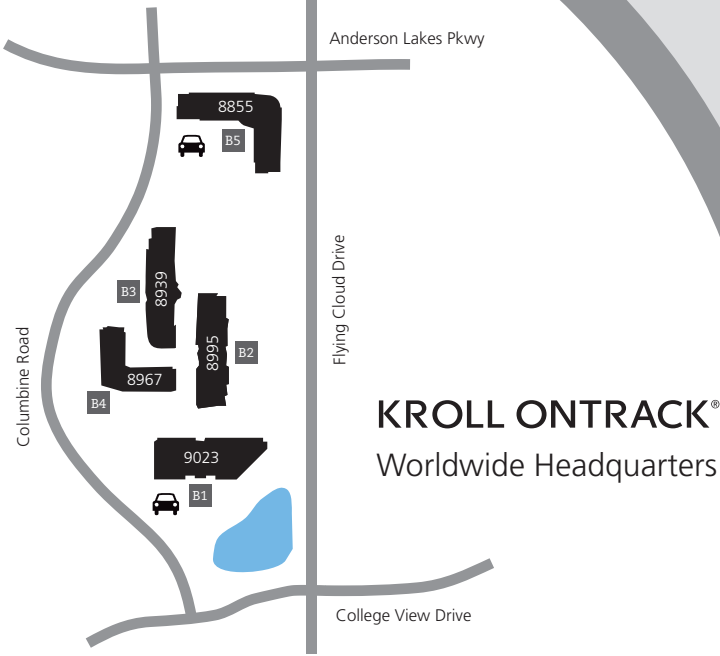 Anderson Lakes Pkwy
8855
B5
Flying Cloud Drive
8939
B3
8995
B2
Columbine Road
8967
B4
KROLL ONTRACK®
Worldwide Headquarters
9023
B1
College View Drive